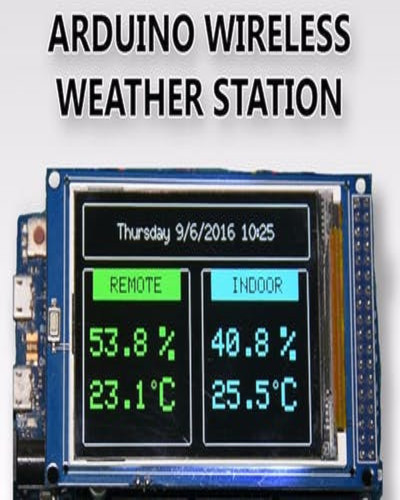 ARDUINO WIRELESS
WEATHER STATION
Thursday 9/6/2016 10:25
REMOTE
INDOOR
53.8 %
40.8 %
23.1°C
25.5°C